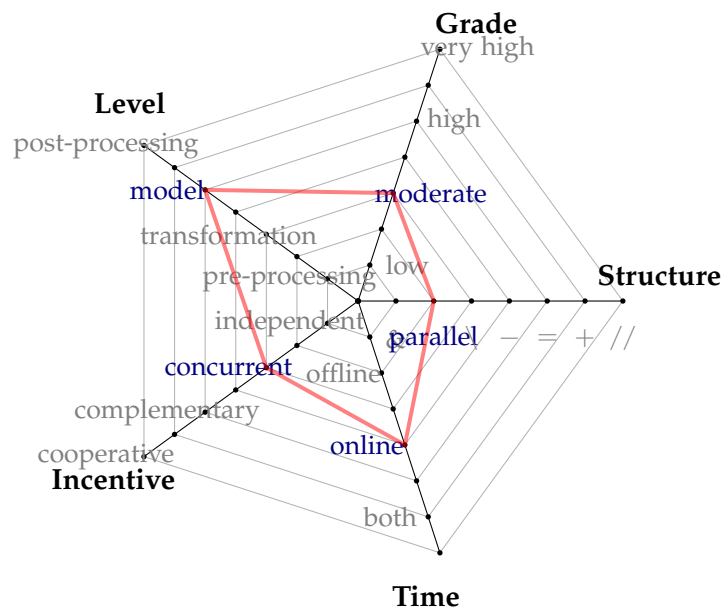 Grade
very high
Level
high
post-processing
model
moderate
transformation
low
pre-processing
Structure
independent
parallel
− = + //
concurrent
offline
complementary
online
cooperative
Incentive
both
Time